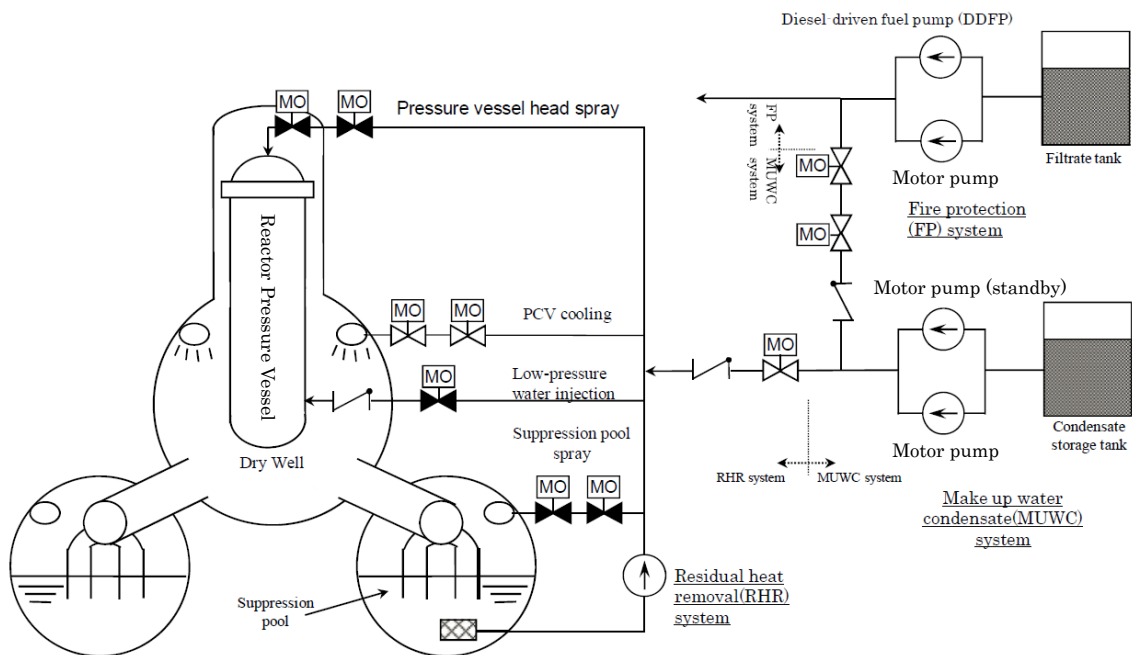 Diesel-driven fuel pump (DDFP)
MO
MO
Pressure vessel head spray
FP
system
MUWC
system
MO
Filtrate tank
Motor pump
Fire protection
(FP) system
MO
Reactor Pressure Vessel
Motor pump (standby)
MO
MO
PCV cooling
MO
MO
Low-pressure
water injection
Suppression pool
spray
Condensate
storage tank
Motor pump
Dry Well
RHR system
MUWC system
MO
MO
Make up water
condensate(MUWC)
system
Residual heat
removal(RHR)
system
Suppression
pool